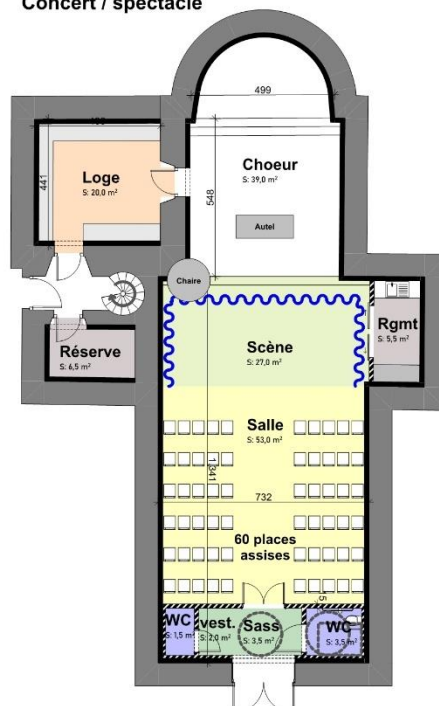 Concert / spectacle
499
Loge
S: 20,0 m²
441
548
Choeur
S: 39,0 m²
Autel
Chaire
Réserve
S: 6,5 m²
Scène
S: 27,0 m²
Rgmt
S: 5,5 m²
Salle
S: 53,0 m²
1.341
732
60 places
assises
WC
S: 1,5 m²
vest.
S: 2,0 m²
Sass
S: 3,5 m²
WC
S: 3,5 m²